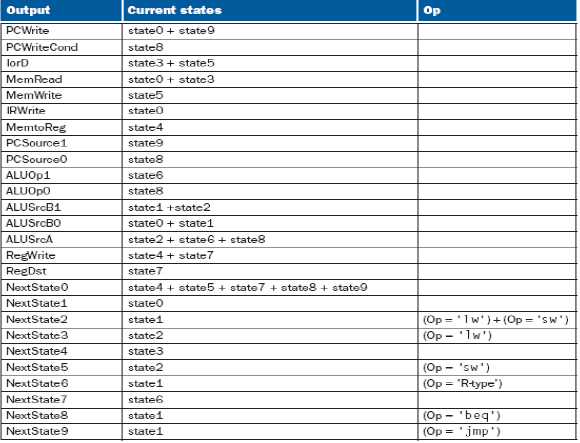 Output Current states Op
PCWrite state0 + state9
PCWriteCond state8
IorD state3 + state5
MemRead state0 + state3
MemWrite state5
IRWrite state0
MemtoReg state4
PCSource1 state9
PCSource0 state8
ALUOp1 state6
ALUOp0 state8
ALUSrcB1 state1 +state2
ALUSrcB0 state0 + state1
ALUSrcA state2 + state6 + state8
RegWrite state4 + state7
RegDst state7
NextState0 state4 + state5 + state7 + state8 + state9
NextState1 state0
NextState2 state1 (Op = 'lw')+(Op = 'sw')
NextState3 state2 (Op = 'lw')
NextState4 state3
NextState5 state2 (Op = 'sw')
NextState6 state1 (Op = 'R-type')
NextState7 state6
NextState8 state1 (Op = 'beq')
NextState9 state1 (Op = 'jmp')